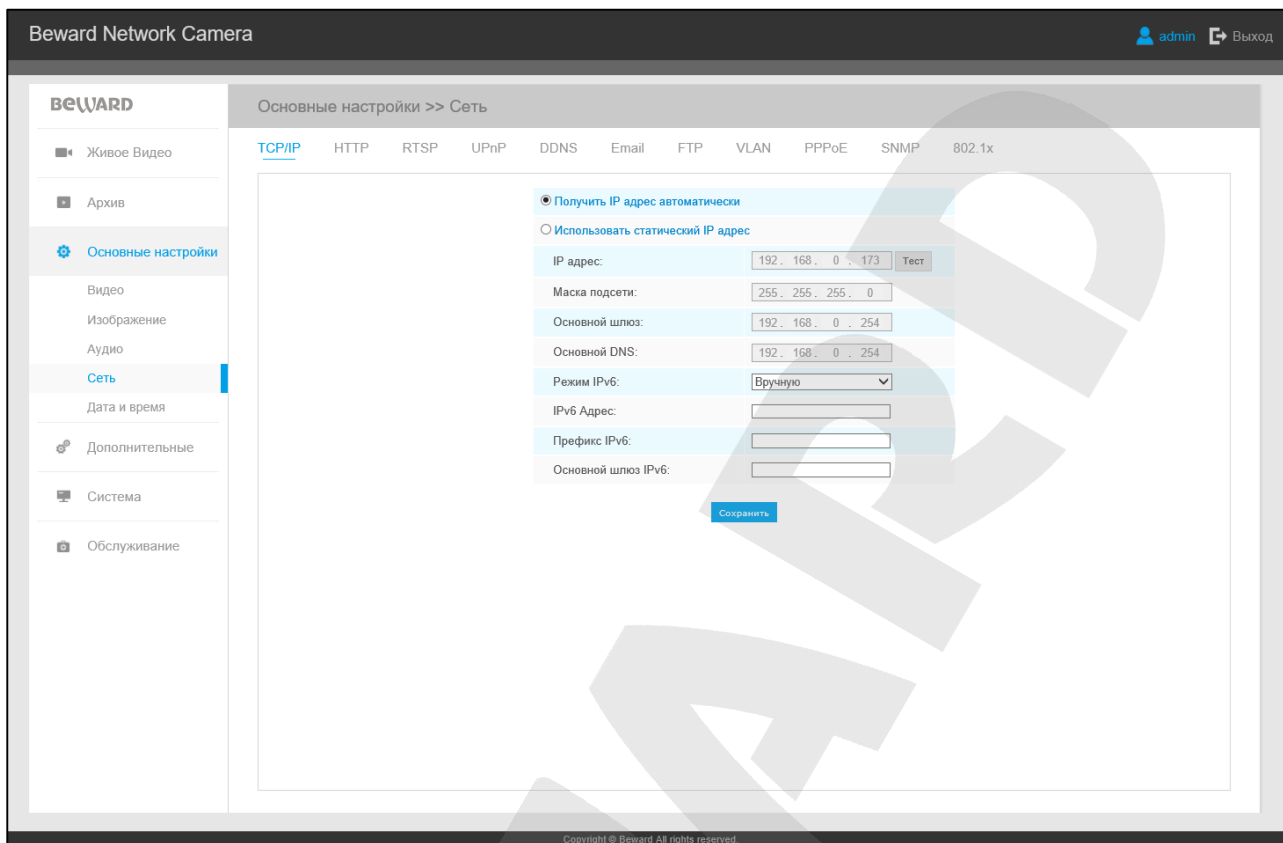 Beward Network Camera
admin Выход
BEWARD Основные настройки >> Сеть
TCP/IP HTTP RTSP UPnP DDNS Email FTP VLAN PPPoE SNMP 802.1x
Живое Видео
Архив
Основные настройки
Видео
Изображение
Аудио
Сеть
Дата и время
Дополнительные
Система
Обслуживание
Получить IP адрес автоматически
Использовать статический IP адрес
IP адрес: 192. 168. 0 . 173 Тест
Маска подсети: 255. 255. 255. 0
Основной шлюз: 192. 168. 0 . 254
Основной DNS: 192. 168. 0 . 254
Режим IPv6: Вручную
IPv6 Адрес:
Префикс IPv6:
Основной шлюз IPv6:
Сохранить
Copyright © Beward All rights reserved.